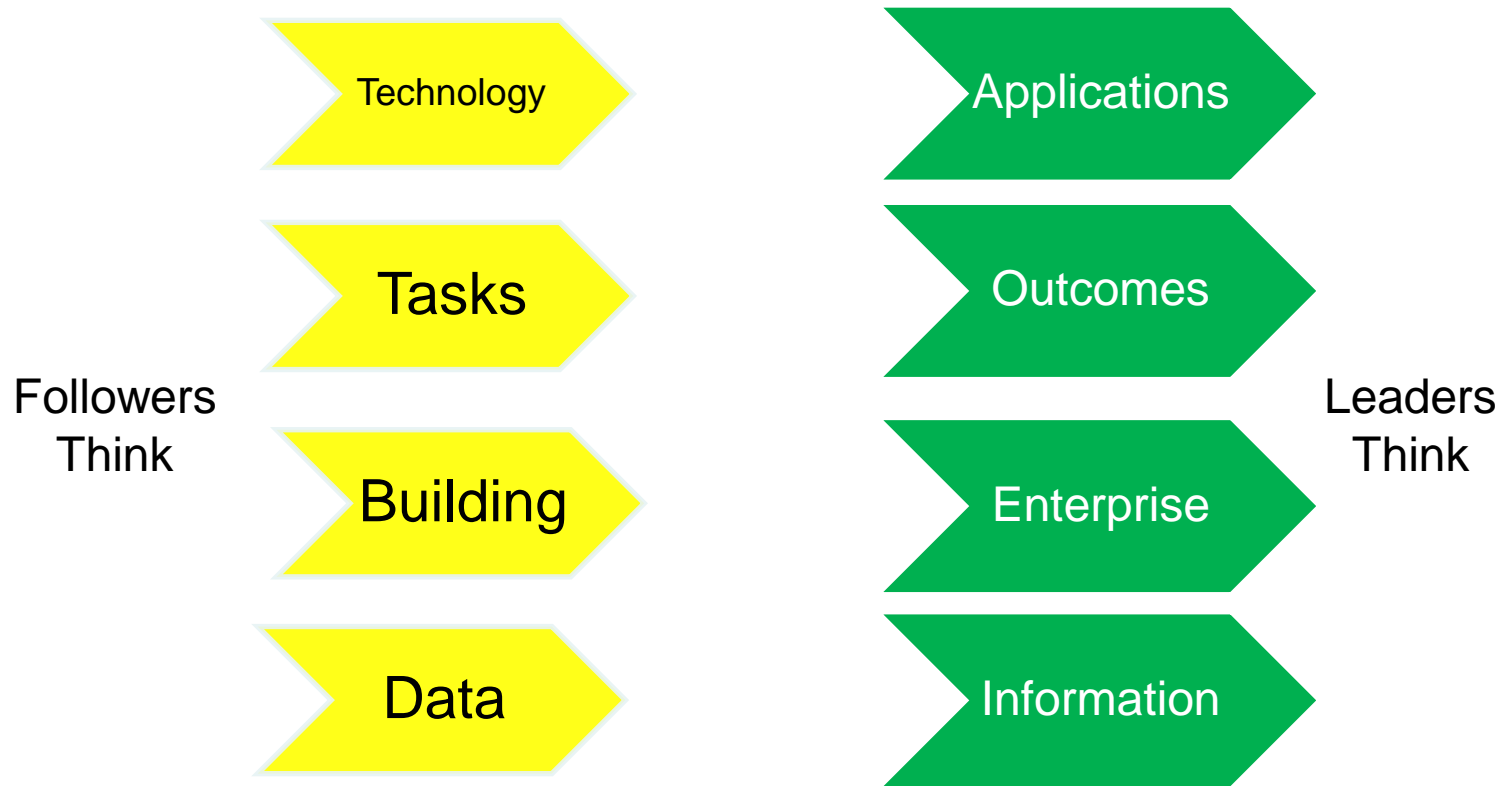 Technology
Applications
Tasks
Outcomes
Followers
Think
Leaders
Think
Building
Enterprise
Data
Information